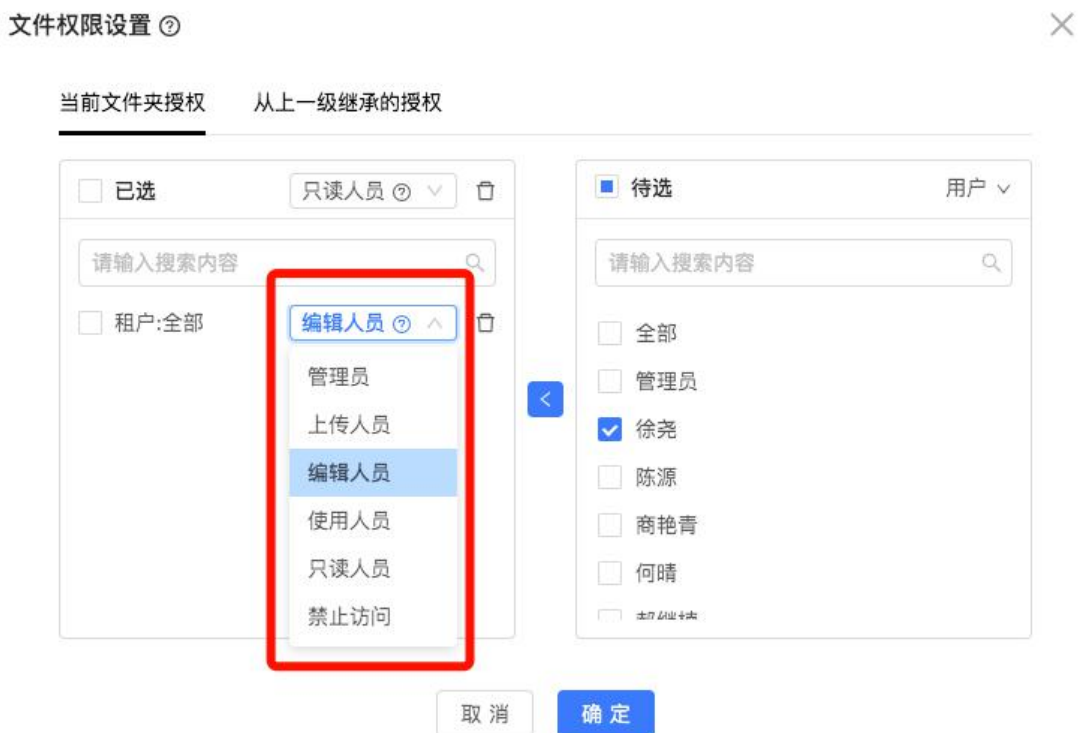 文件权限设置
当前文件夹授权 从上一级继承的授权
已选 只读人员
待选 用户
请输入搜索内容
请输入搜索内容
租户:全部 编辑人员
管理员
上传人员
编辑人员
使用人员
只读人员
禁止访问
全部
管理员
徐尧
陈源
商艳青
何晴
取消 确定